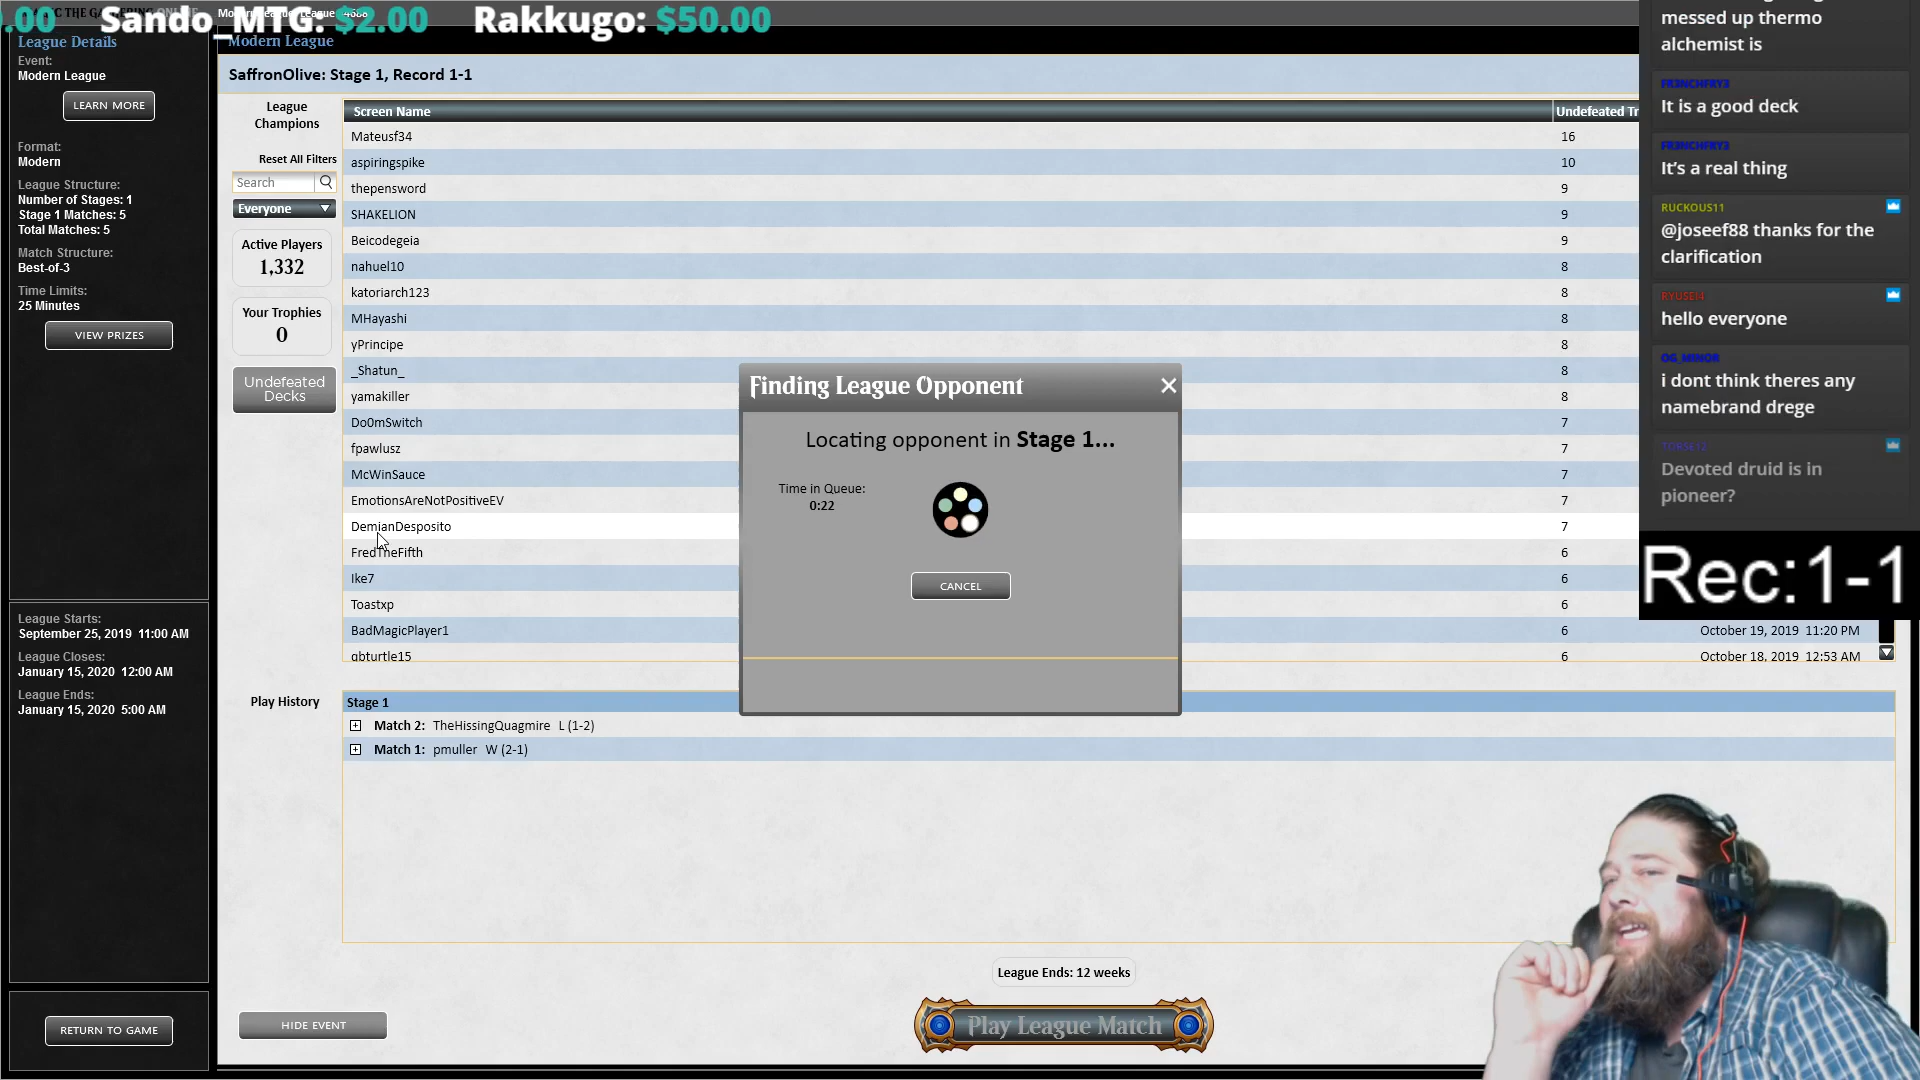 .00 Sando_MTG: $2.00 Rakkugo: $50.00
League Details
Event:
Modern League
LEARN MORE
Format:
Modern
League Structure:
Number of Stages: 1
Stage 1 Matches: 5
Total Matches: 5
Match Structure:
Best-of-3
Time Limits:
25 Minutes
VIEW PRIZES
League Starts:
September 25, 2019 11:00 AM
League Closes:
January 15, 2020 12:00 AM
League Ends:
January 15, 2020 5:00 AM
RETURN TO GAME
Modern League
SaffronOlive: Stage 1, Record 1-1
League
Champions
Reset All Filters
Search
Everyone
Active Players
1,332
Your Trophies
0
Undefeated
Decks
Screen Name Undefeated Tr
Mateusf34 16
aspiringspike 10
thepensword 9
SHAKELION 9
Beicodegeia 9
nahuel10 8
katoriarch123 8
MHayashi 8
yPrincipe 8
_Shatun_ 8
yamakiller 8
Do0mSwitch 7
fpawlusz 7
McWinSauce 7
EmotionsAreNotPositiveEV 7
DemianDesposito 7
FredTheFifth 6
Ike7 6
Toastxp 6
BadMagicPlayer1 6 October 19, 2019 11:20 PM
gbturtle15 6 October 18, 2019 12:53 AM
Finding League Opponent
Locating opponent in Stage 1...
Time in Queue:
0:22
CANCEL
Play History
Stage 1
Match 2: TheHissingQuagmire L (1-2)
Match 1: pmuller W (2-1)
League Ends: 12 weeks
HIDE EVENT
Play League Match
messed up thermo
alchemist is
FR3NCHFRY3
It is a good deck
FR3NCHFRY3
It's a real thing
RUCKOUS11
@joseef88 thanks for the
clarification
RYUSEI4
hello everyone
OG_MINOR
i dont think theres any
namebrand drege
TORSE12
Devoted druid is in
pioneer?
Rec:1-1